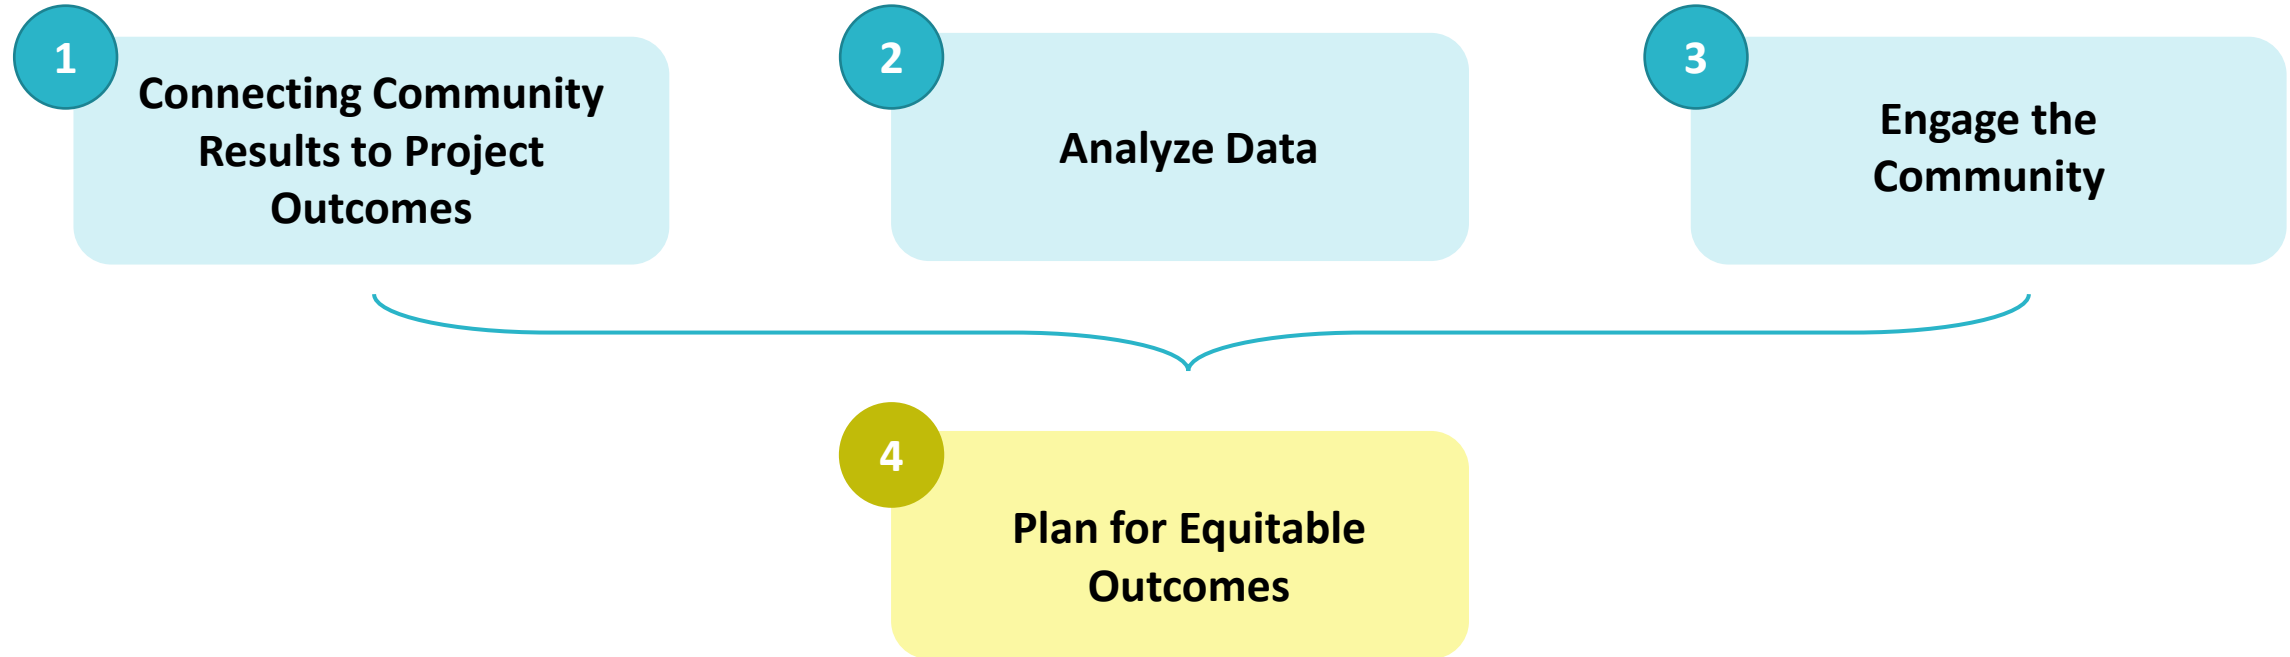 1
Connecting Community
Results to Project
Outcomes
2
Analyze Data
3
Engage the
Community
4
Plan for Equitable
Outcomes